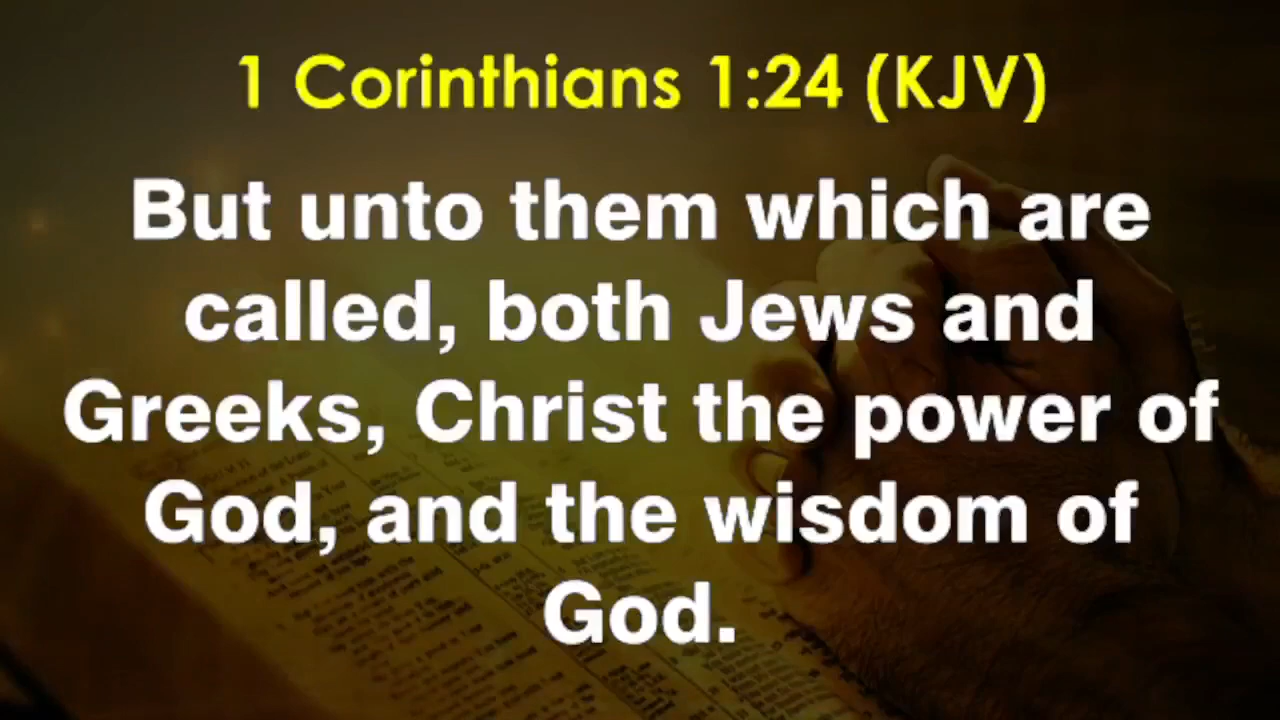 1 Corinthians 1:24 (KJV)
But unto them which are
called, both Jews and
Greeks, Christ the power of
God, and the wisdom of
God.